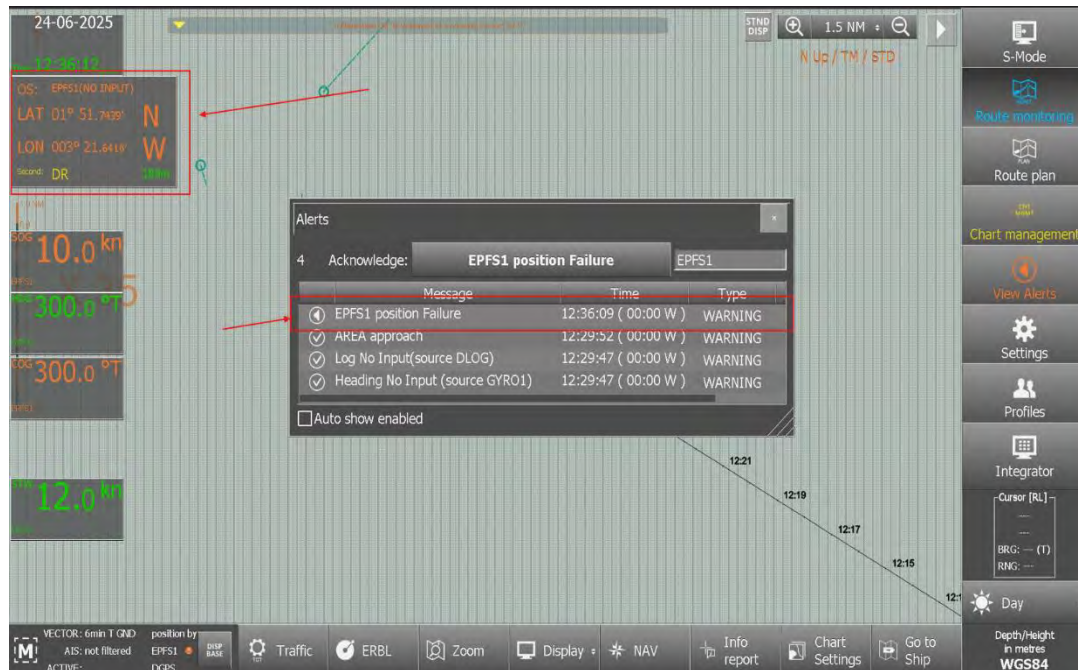 24-06-2025
12:36:12
OS: EPFS1(NO INPUT)
LAT 01° 51.7439' N
LON 003° 21.6410' W
Second: DR
SOG 10.0 kn
300.0 °T
COG 300.0 °T
12.0 kn
STND DISP
1.5 NM
N Up / TM / STD
Alerts
4 Acknowledge: EPFS1 position Failure EPFS1
Message Time Type
EPFS1 position Failure 12:36:09 ( 00:00 W ) WARNING
AREA approach 12:29:52 ( 00:00 W ) WARNING
Log No Input(source DLOG) 12:29:47 ( 00:00 W ) WARNING
Heading No Input (source GYRO1) 12:29:47 ( 00:00 W ) WARNING
Auto show enabled
12:21
12:19
12:17
12:15
S-Mode
Route monitoring
Route plan
Chart management
View Alerts
Settings
Profiles
Integrator
Cursor [RL]
---
---
BRG: --- (T)
RNG: ---
Day
Depth/Height
in metres
WGS84
[M]
VECTOR: 6min T GND
AIS: not filtered
ACTIVE:
position by
EPFS1
DGPS
DISP BASE
Traffic
ERBL
Zoom
Display
NAV
Info report
Chart Settings
Go to Ship